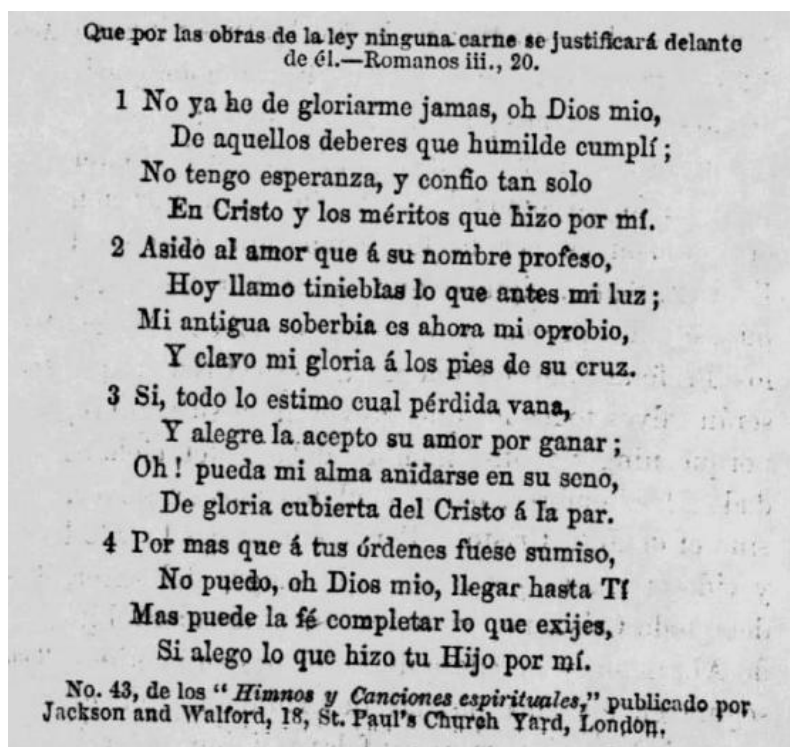 Que por las obras de la ley ninguna carne se justificará delante
de él.—Romanos iii., 20.
1 No ya he de gloriarme jamas, oh Dios mio,
De aquellos deberes que humilde cumplí;
No tengo esperanza, y confio tan solo
En Cristo y los méritos que hizo por mí.
2 Asido al amor que á su nombre profeso,
Hoy llamo tinieblas lo que antes mi luz;
Mi antigua soberbia es ahora mi oprobio,
Y clavo mi gloria á los pies de su cruz.
3 Si, todo lo estimo cual pérdida vana,
Y alegre la acepto su amor por ganar;
Oh! pueda mi alma anidarse en su seno,
De gloria cubierta del Cristo á la par.
4 Por mas que á tus órdenes fuese sumiso,
No puedo, oh Dios mio, llegar hasta Tí
Mas puede la fé completar lo que exijes,
Si alego lo que hizo tu Hijo por mí.
No. 43, de los "Himnos y Canciones espirituales," publicado por
Jackson and Walford, 18, St. Paul's Church Yard, London.